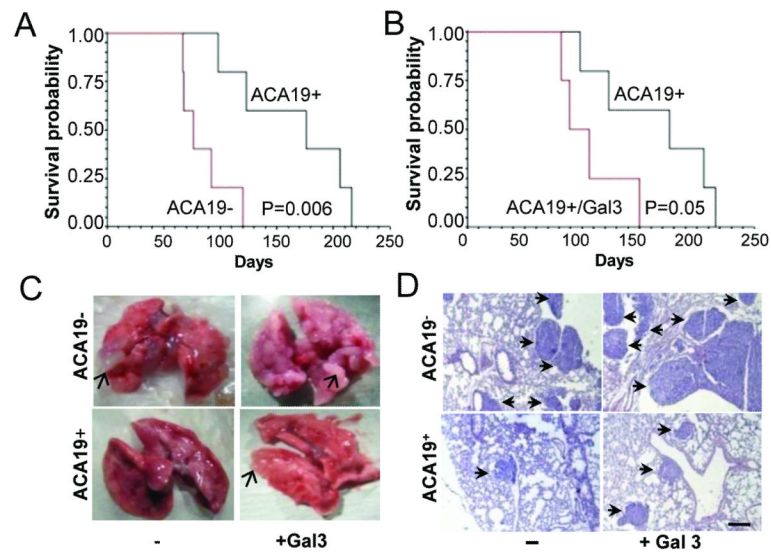 A
B
Survival probability
1.00
0.75
0.50
0.25
0.00
ACA19+
ACA19-
P=0.006
0 50 100 150 200 250
Days
Survival probability
1.00
0.75
0.50
0.25
0.00
ACA19+
ACA19+/Gal3
P=0.05
0 50 100 150 200 250
Days
C
ACA19-
ACA19+
-
+Gal3
D
ACA19-
ACA19+
–
+ Gal 3